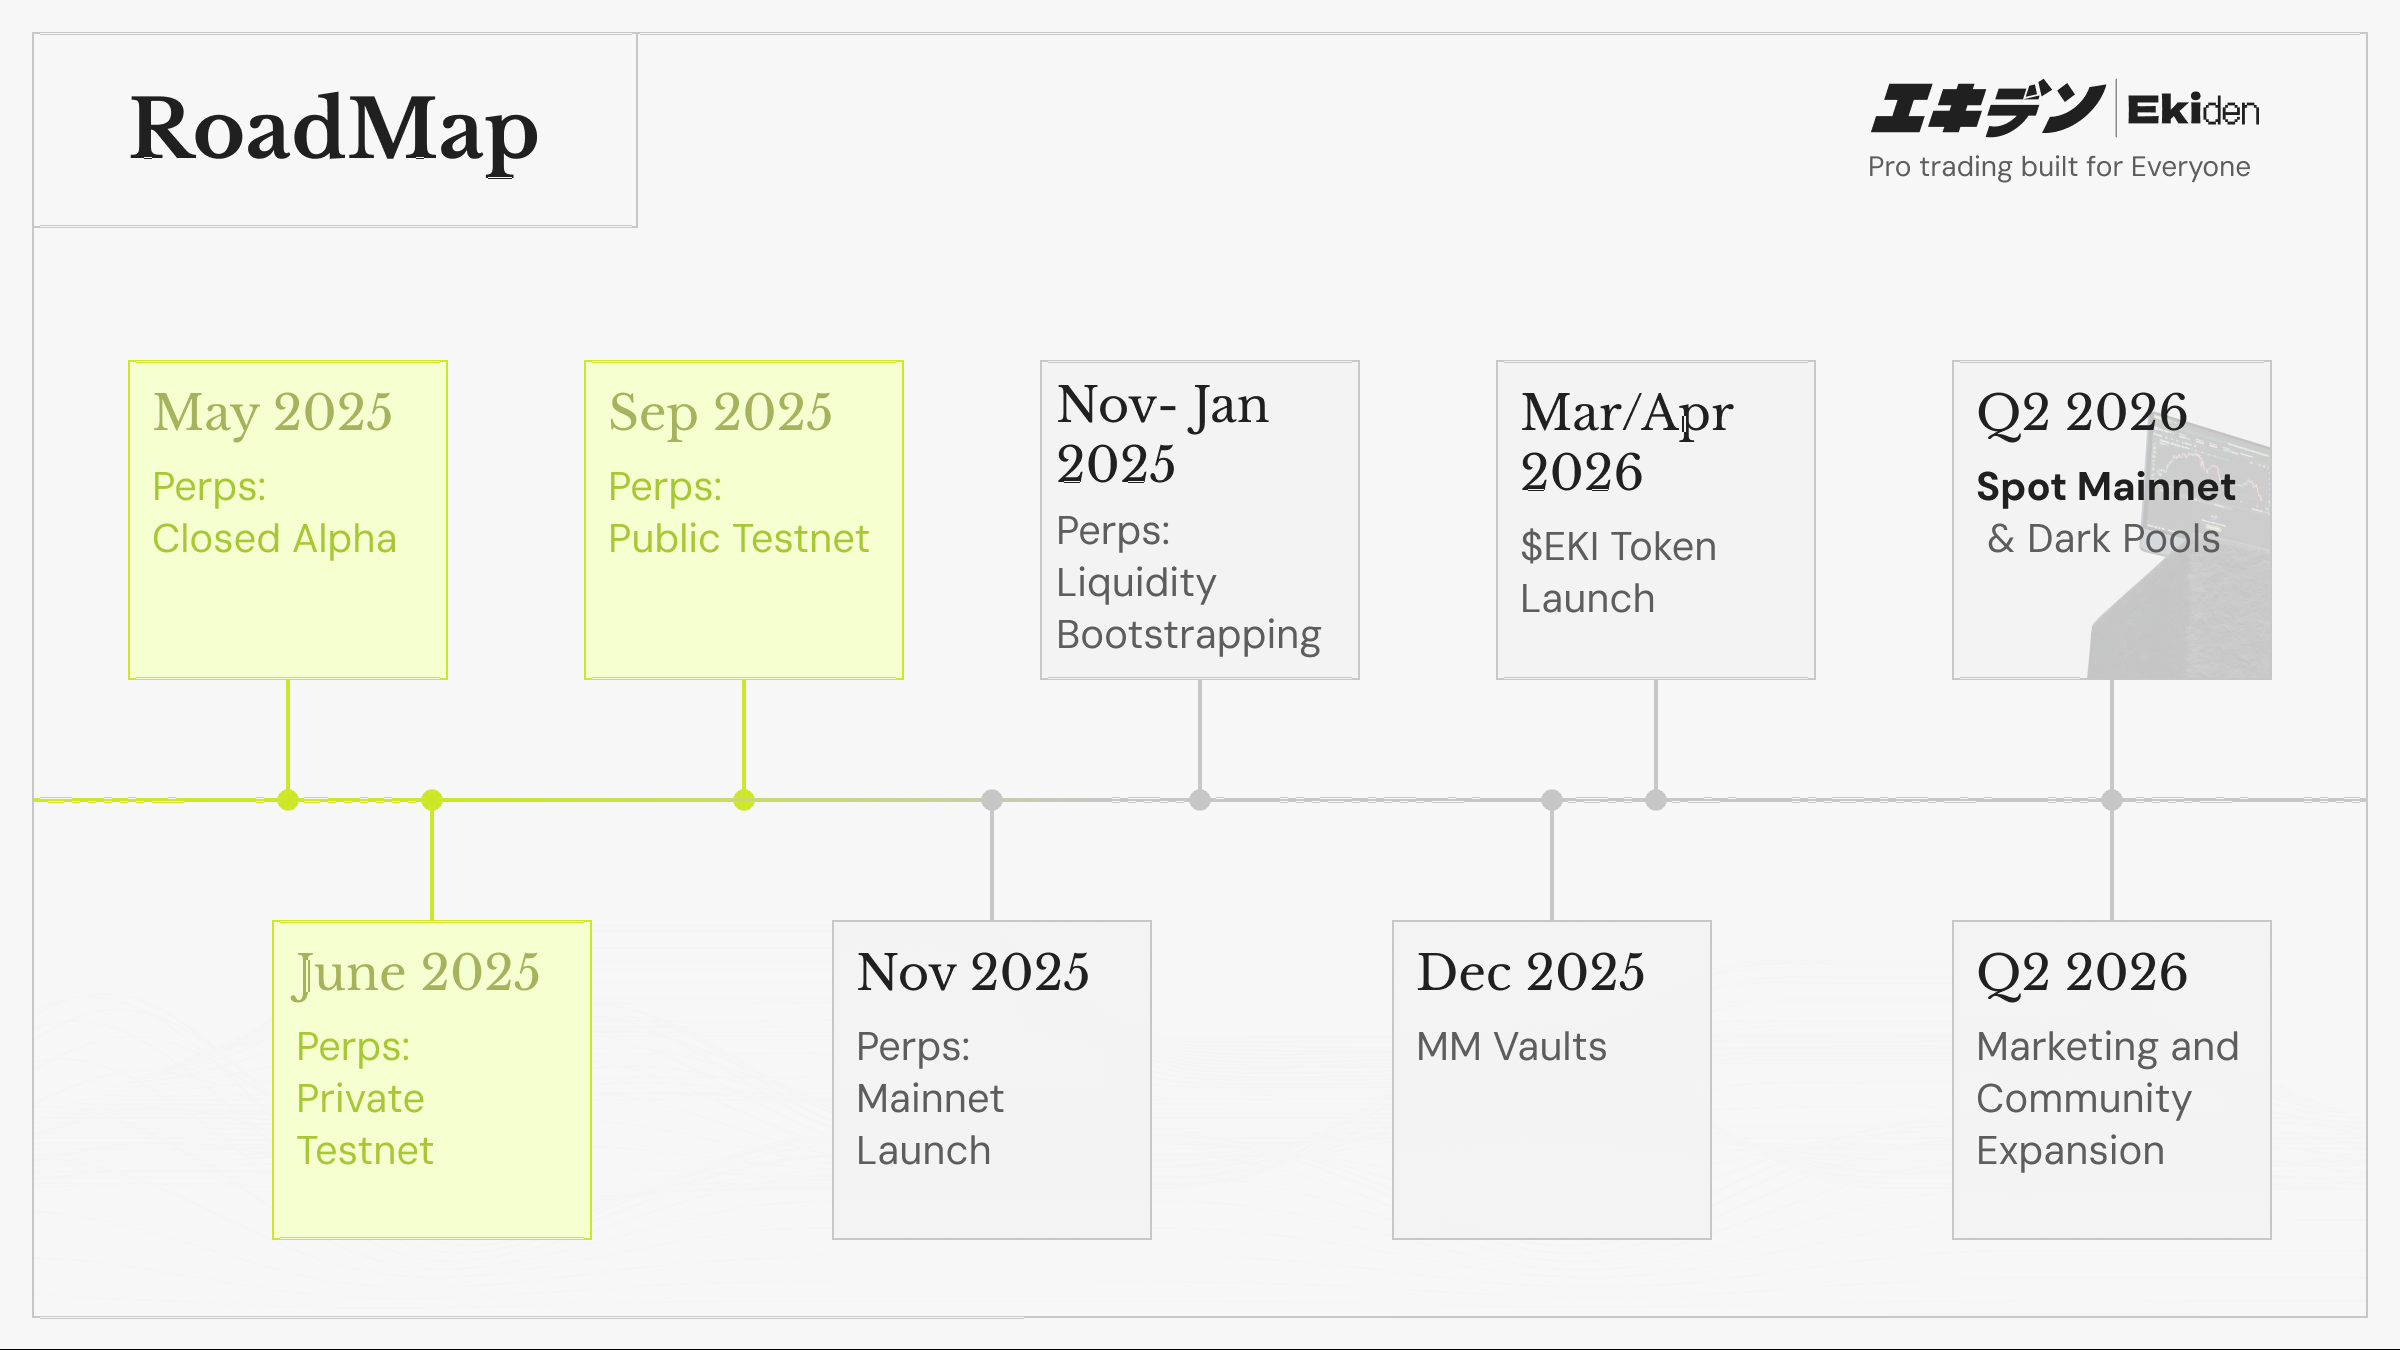 RoadMap
エキデン | Ekiden
Pro trading built for Everyone
May 2025
Perps:
Closed Alpha
Sep 2025
Perps:
Public Testnet
Nov- Jan
2025
Perps:
Liquidity
Bootstrapping
Mar/Apr
2026
$EKI Token
Launch
Q2 2026
Spot Mainnet
& Dark Pools
June 2025
Perps:
Private
Testnet
Nov 2025
Perps:
Mainnet
Launch
Dec 2025
MM Vaults
Q2 2026
Marketing and
Community
Expansion